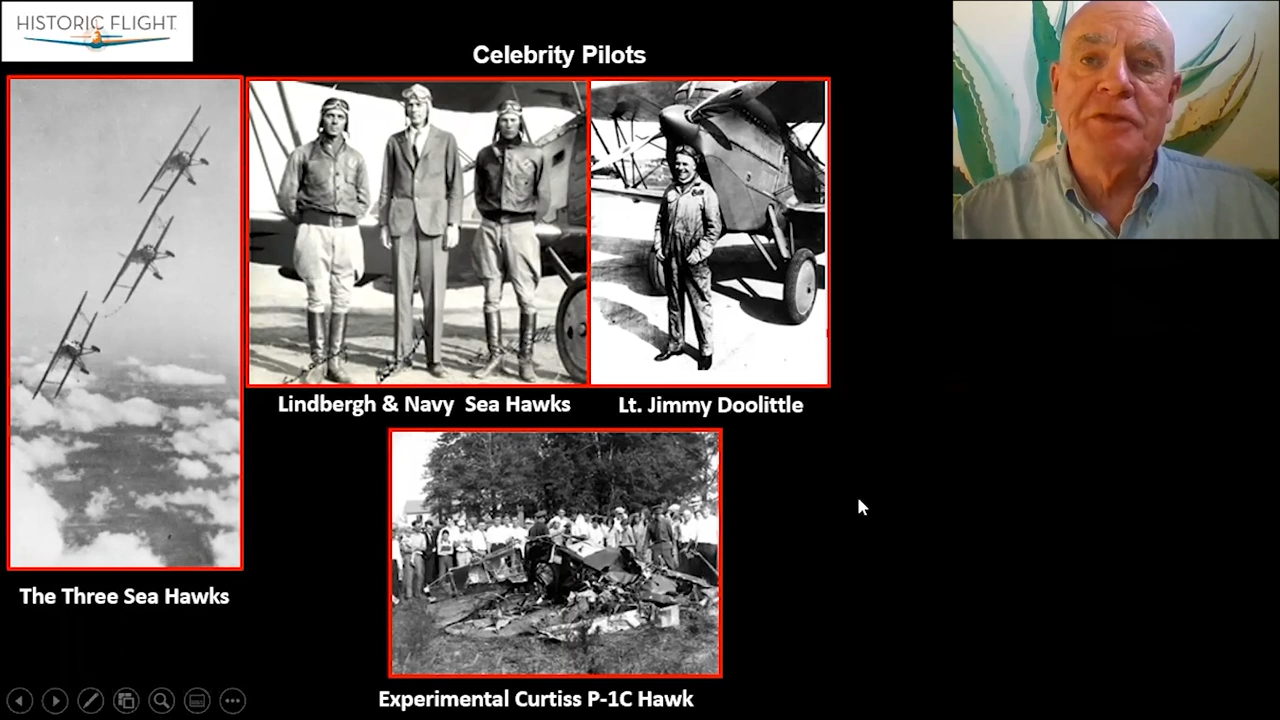 HISTORIC FLIGHT
Celebrity Pilots
Lindbergh & Navy Sea Hawks
Lt. Jimmy Doolittle
The Three Sea Hawks
Experimental Curtiss P-1C Hawk